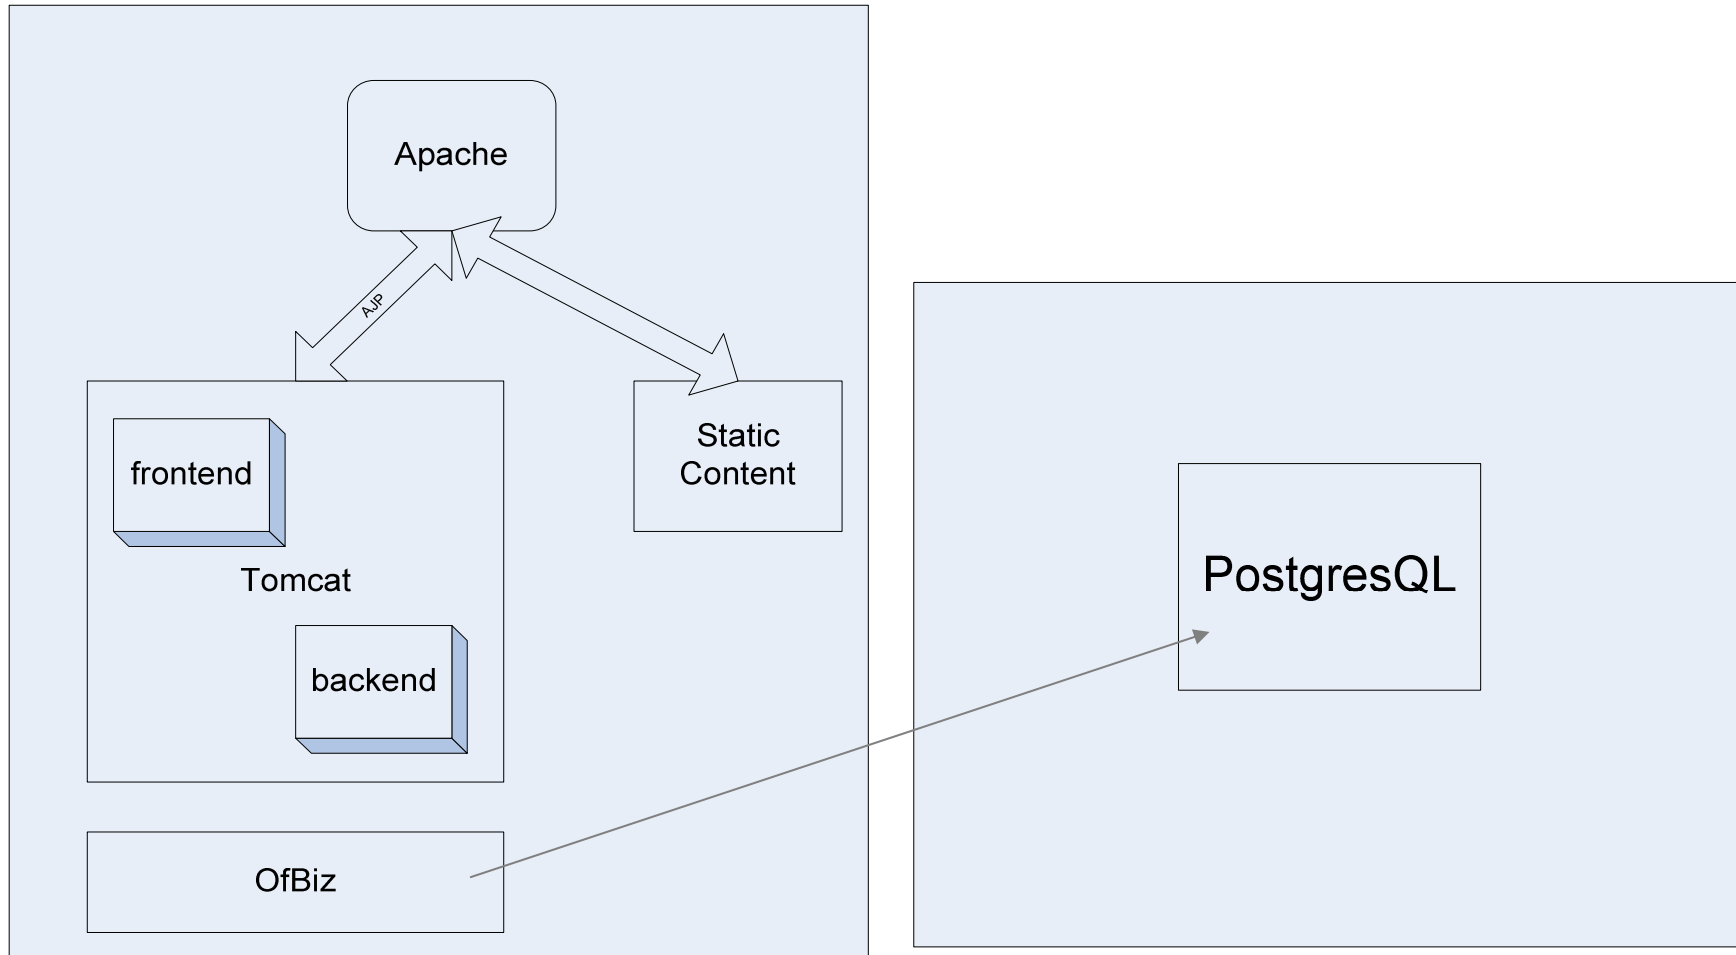 Apache
AJP
frontend
Static
Content
Tomcat
backend
OfBiz
PostgresQL